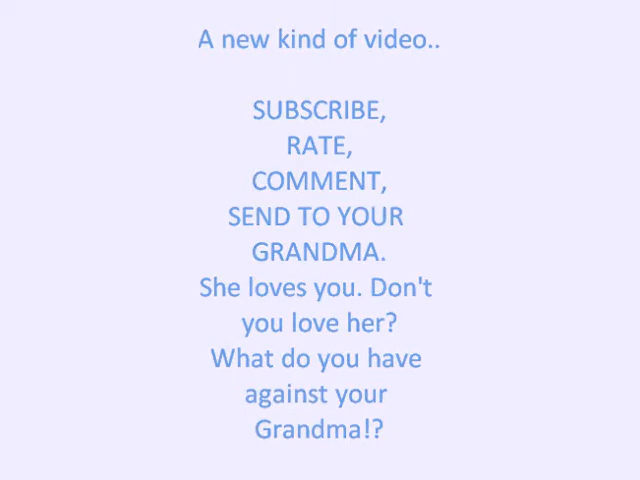 A new kind of video..
SUBSCRIBE,
RATE,
COMMENT,
SEND TO YOUR
GRANDMA.
She loves you. Don't
you love her?
What do you have
against your
Grandma!?